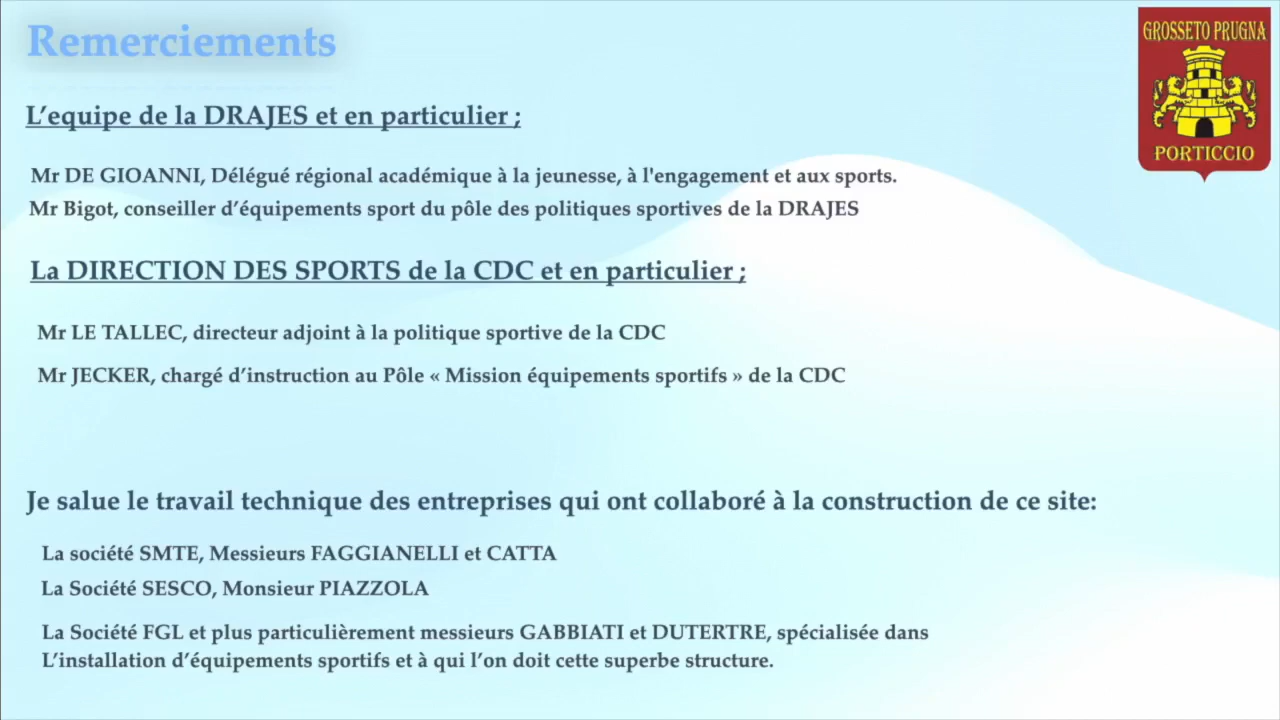 Remerciements
GROSSETO PRUGNA
PORTICCIO
L’equipe de la DRAJES et en particulier ;
Mr DE GIOANNI, Délégué régional académique à la jeunesse, à l'engagement et aux sports.
Mr Bigot, conseiller d’équipements sport du pôle des politiques sportives de la DRAJES
La DIRECTION DES SPORTS de la CDC et en particulier ;
Mr LE TALLEC, directeur adjoint à la politique sportive de la CDC
Mr JECKER, chargé d’instruction au Pôle « Mission équipements sportifs » de la CDC
Je salue le travail technique des entreprises qui ont collaboré à la construction de ce site:
La société SMTE, Messieurs FAGGIANELLI et CATTA
La Société SESCO, Monsieur PIAZZOLA
La Société FGL et plus particulièrement messieurs GABBIATI et DUTERTRE, spécialisée dans
L’installation d’équipements sportifs et à qui l’on doit cette superbe structure.